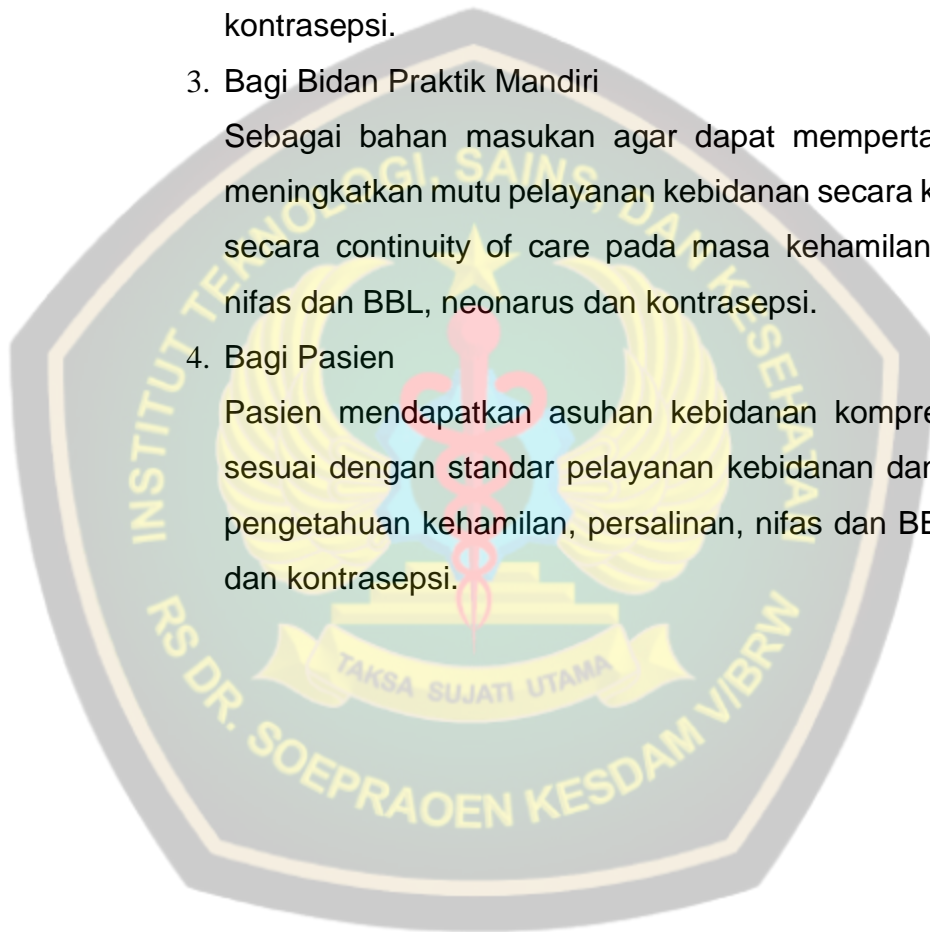 kontrasepsi.
3. Bagi Bidan Praktik Mandiri
Sebagai bahan masukan agar dapat memperta
meningkatkan mutu pelayanan kebidanan secara k
secara continuity of care pada masa kehamilan
nifas dan BBL, neonarus dan kontrasepsi.
4. Bagi Pasien
Pasien mendapatkan asuhan kebidanan kompre
sesuai dengan standar pelayanan kebidanan dar
pengetahuan kehamilan, persalinan, nifas dan BE
dan kontrasepsi.
INSTITUT TEKNOLOGI, SAINS, DAN KESEHATAN
TAKSA SUJATI UTAMA
RS DR. SOEPRAOEN KESDAM V/BRW